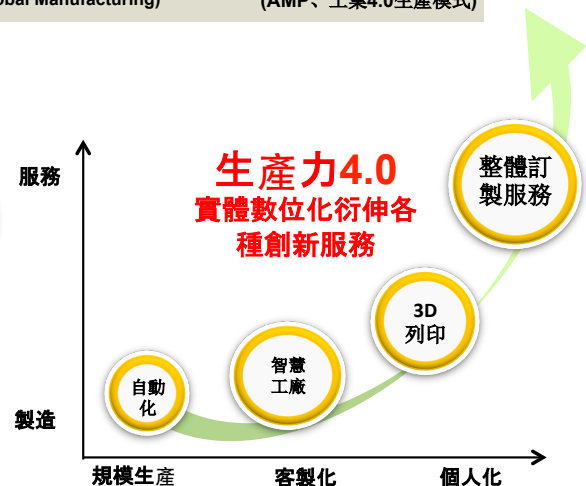 obal Manufacturing)
(AMP、工業4.0生產模式)
生產力4.0
實體數位化衍伸各
種創新服務
服務
製造
整體訂
製服務
3D
列印
智慧
工廠
自動
化
規模生產
客製化
個人化